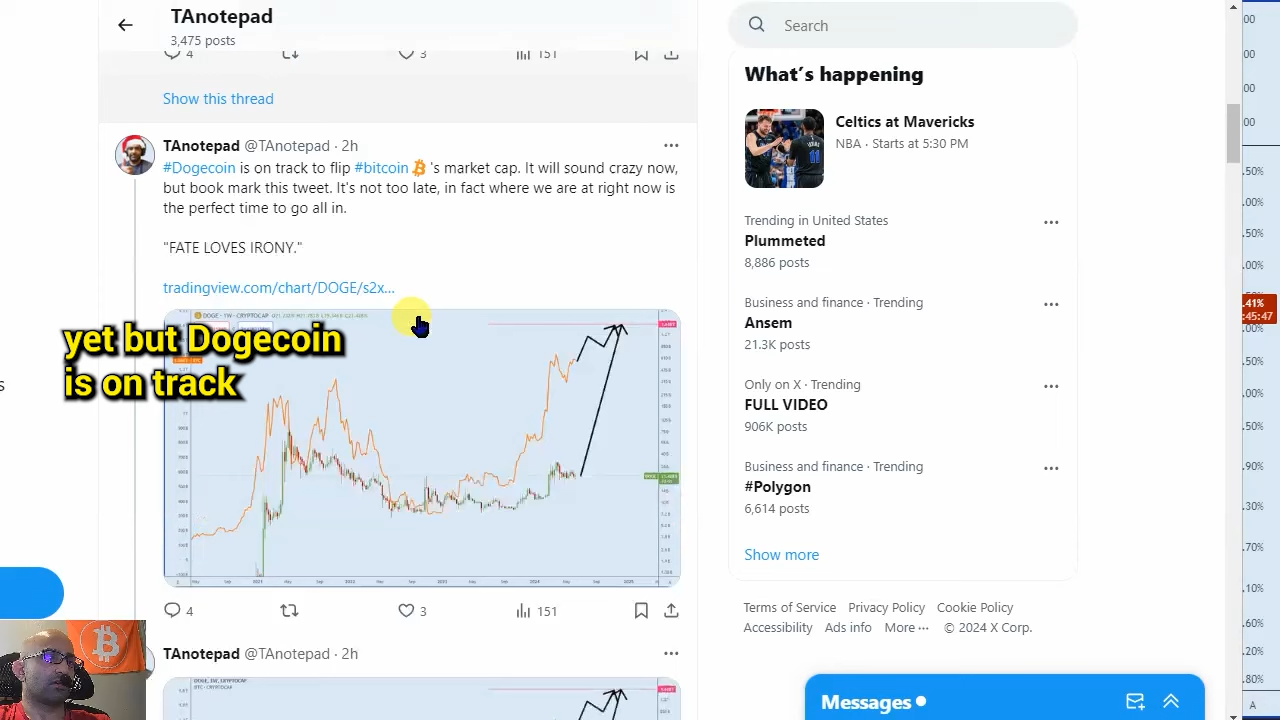 TAnotepad
3,475 posts
4
3
151
Show this thread
TAnotepad @TAnotepad · 2h
#Dogecoin is on track to flip #bitcoin 's market cap. It will sound crazy now,
but book mark this tweet. It's not too late, in fact where we are at right now is
the perfect time to go all in.
"FATE LOVES IRONY."
tradingview.com/chart/DOGE/s2x...
yet but Dogecoin
is on track
4
3
151
TAnotepad @TAnotepad · 2h
Search
What's happening
Celtics at Mavericks
NBA · Starts at 5:30 PM
Trending in United States
Plummeted
8,886 posts
Business and finance · Trending
Ansem
21.3K posts
Only on X · Trending
FULL VIDEO
906K posts
Business and finance · Trending
#Polygon
6,614 posts
Show more
Terms of Service Privacy Policy Cookie Policy
Accessibility Ads info More ··· © 2024 X Corp.
Messages